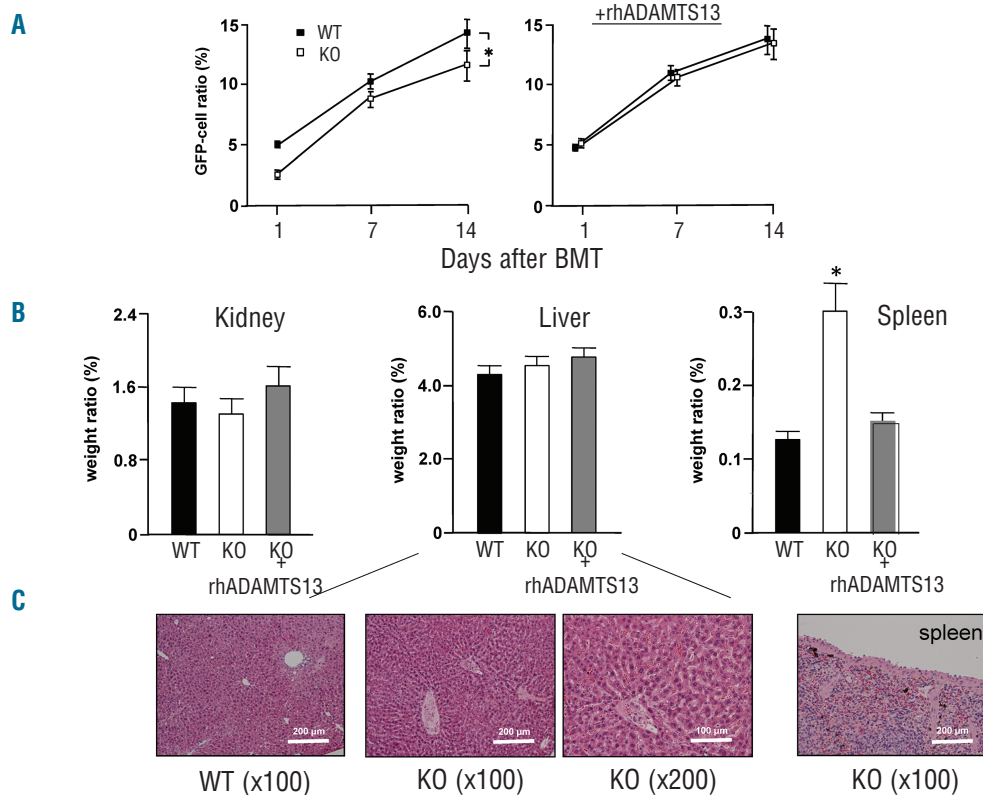 A
+rhADAMTS13
GFP-cell ratio (%)
15
10
5
0
WT
KO
*
1
7
14
15
10
5
0
1
7
14
Days after BMT
B
Kidney
weight ratio (%)
2.4
1.6
0.8
0
WT
KO
KO
+
rhADAMTS13
Liver
weight ratio (%)
6.0
4.0
2.0
0
WT
KO
KO
+
rhADAMTS13
Spleen
weight ratio (%)
0.3
0.2
0.1
0
*
WT
KO
KO
+
rhADAMTS13
C
200 µm
WT (x100)
200 µm
KO (x100)
100 µm
KO (x200)
spleen
200 µm
KO (x100)